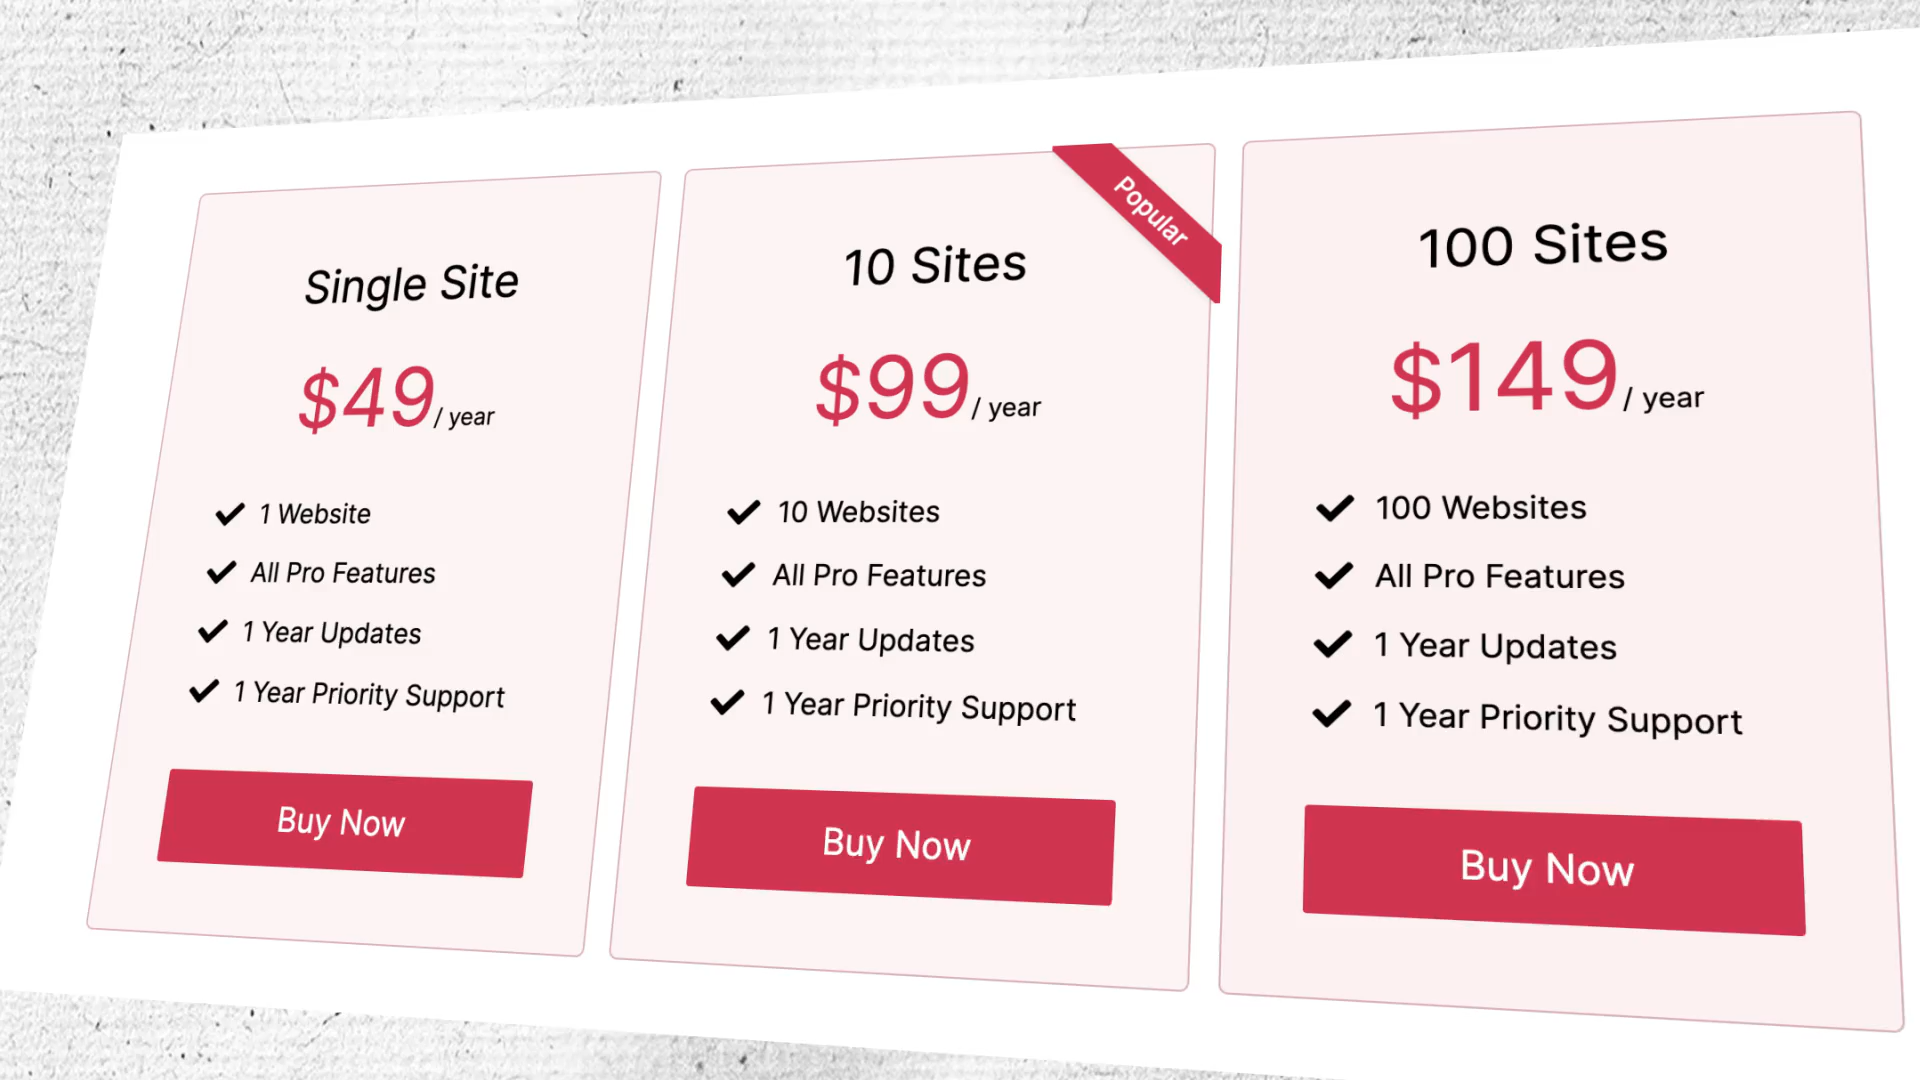 Single Site
$49/ year
1 Website
All Pro Features
1 Year Updates
1 Year Priority Support
Buy Now
Popular
10 Sites
$99/ year
10 Websites
All Pro Features
1 Year Updates
1 Year Priority Support
Buy Now
100 Sites
$149/ year
100 Websites
All Pro Features
1 Year Updates
1 Year Priority Support
Buy Now